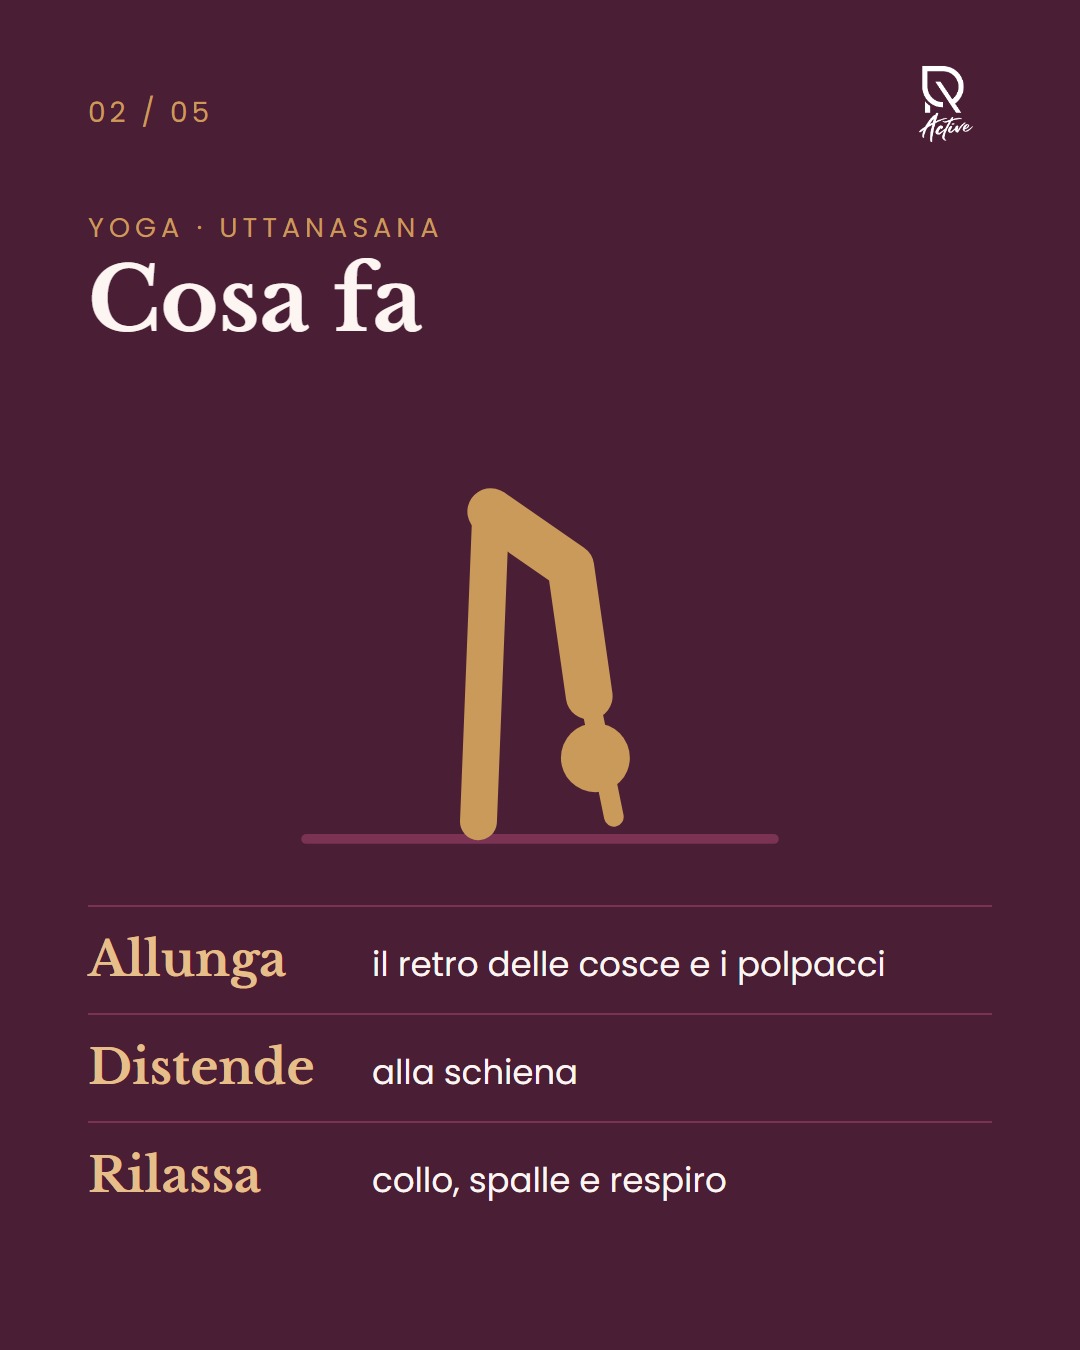 02 / 05
Active
YOGA · UTTANASANA
Cosa fa
Allunga il retro delle cosce e i polpacci
Distende alla schiena
Rilassa collo, spalle e respiro